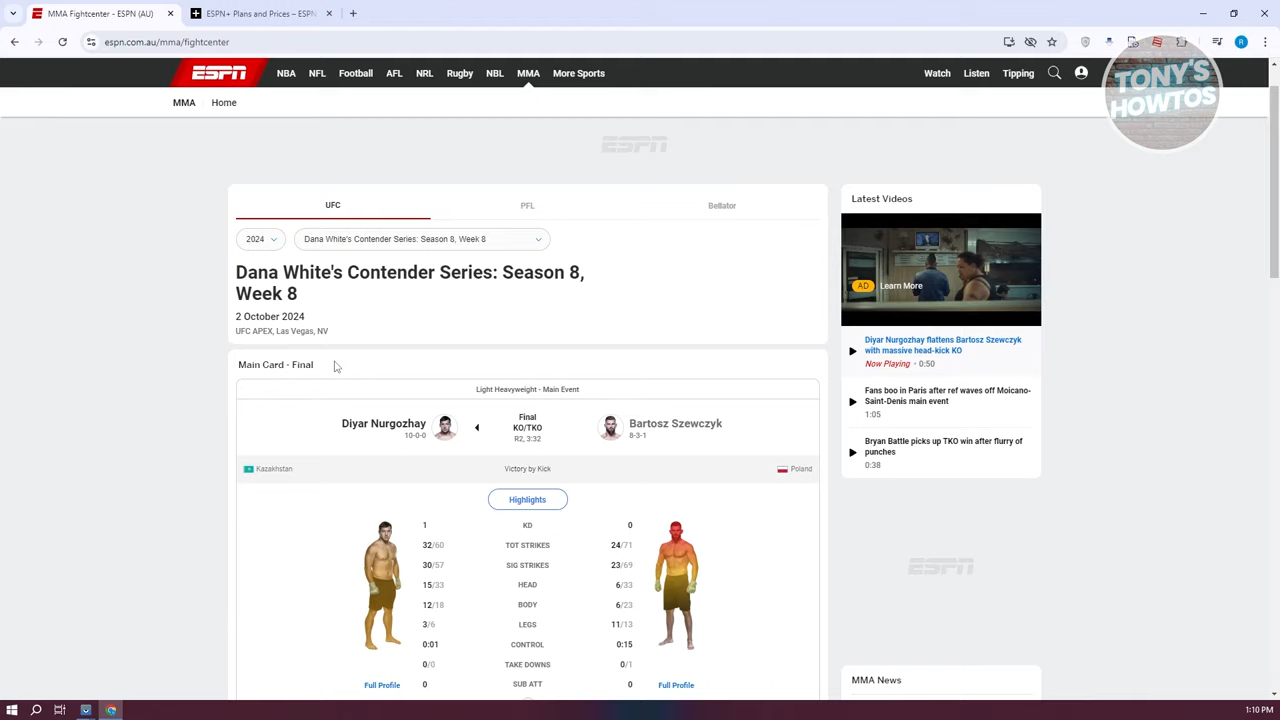 MMA Fightcenter - ESPN (AU)
ESPN+ Plans and Prices – ESPN
espn.com.au/mma/fightcenter
R
ESPN
NBA
NFL
Football
AFL
NRL
Rugby
NBL
MMA
More Sports
Watch
Listen
Tipping
TONY'S
HOWTOS
MMA
Home
ESPN
UFC
PFL
Bellator
2024
Dana White's Contender Series: Season 8, Week 8
Dana White's Contender Series: Season 8,
Week 8
2 October 2024
UFC APEX, Las Vegas, NV
Main Card - Final
Light Heavyweight - Main Event
Diyar Nurgozhay
10-0-0
Final
KO/TKO
R2, 3:32
Bartosz Szewczyk
8-3-1
Kazakhstan
Victory by Kick
Poland
Highlights
1 KD 0
32/60 TOT STRIKES 24/71
30/57 SIG STRIKES 23/69
15/33 HEAD 6/33
12/18 BODY 6/23
3/6 LEGS 11/13
0:01 CONTROL 0:15
0/0 TAKE DOWNS 0/1
Full Profile 0 SUB ATT 0 Full Profile
Latest Videos
AD Learn More
Diyar Nurgozhay flattens Bartosz Szewczyk
with massive head-kick KO
Now Playing • 0:50
Fans boo in Paris after ref waves off Moicano-
Saint-Denis main event
1:05
Bryan Battle picks up TKO win after flurry of
punches
0:38
ESPN
MMA News
1:10 PM